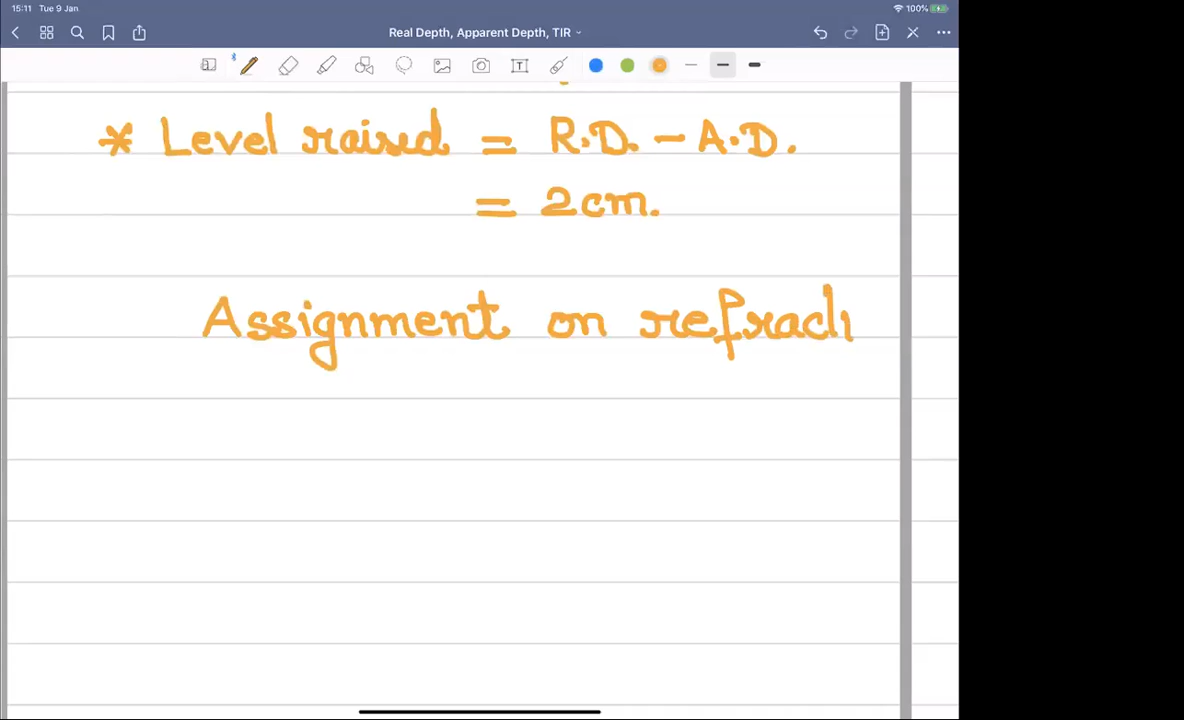 15:11 Tue 9 Jan
100%
Real Depth, Apparent Depth, TIR
* Level raised = R.D. - A.D.
= 2cm.
Assignment on refracti